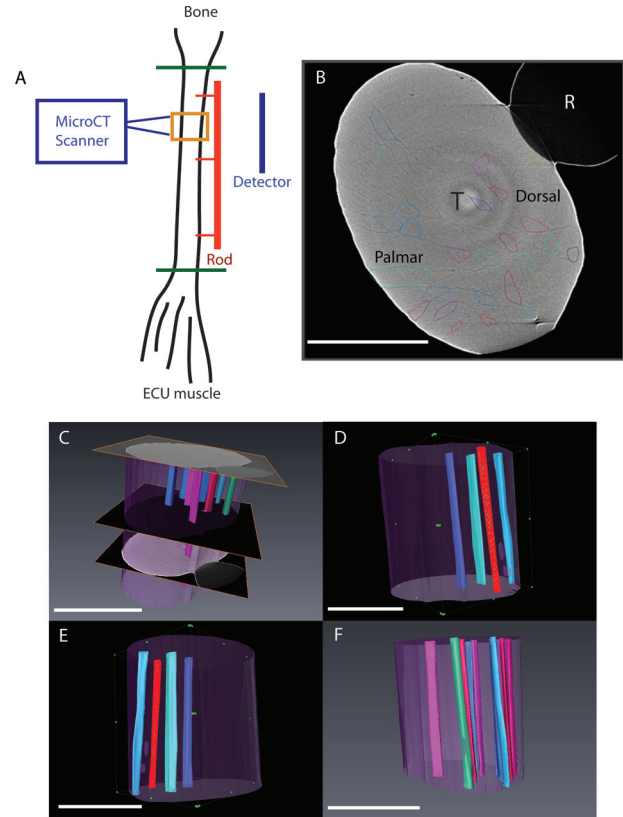 Bone
A
B
MicroCT
Scanner
R
Detector
T
Dorsal
Palmar
Rod
ECU muscle
C
D
E
F